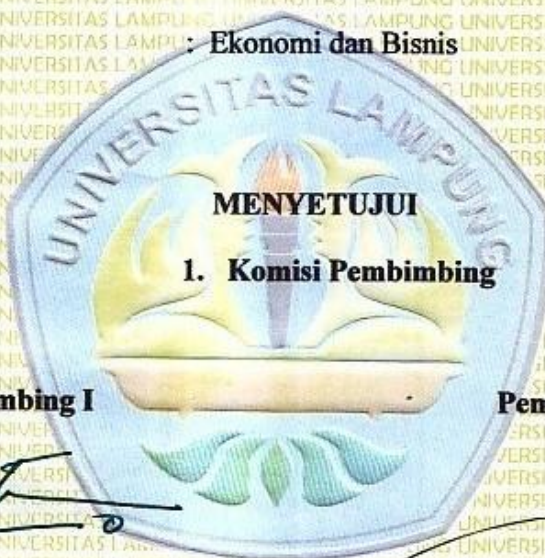 : Ekonomi dan Bisnis
UNIVERSITAS LAMPUNG
MENYETUJUI
1. Komisi Pembimbing
mbing I
Pem